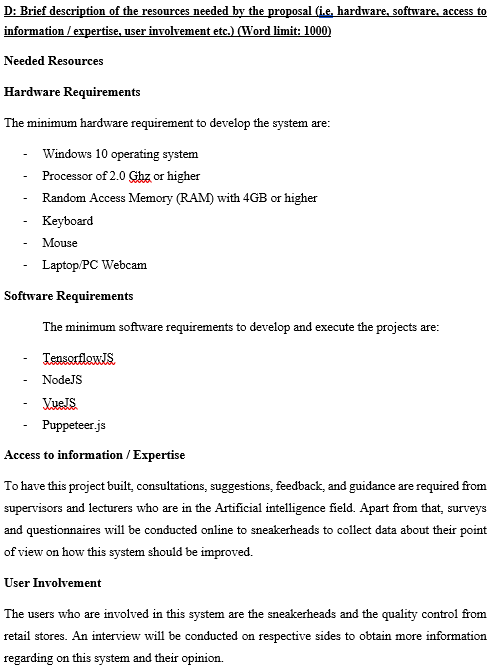 D: Brief description of the resources needed by the proposal (i.e. hardware, software, access to
information / expertise, user involvement etc.) (Word limit: 1000)
Needed Resources
Hardware Requirements
The minimum hardware requirement to develop the system are:
- Windows 10 operating system
- Processor of 2.0 Ghz or higher
- Random Access Memory (RAM) with 4GB or higher
- Keyboard
- Mouse
- Laptop/PC Webcam
Software Requirements
The minimum software requirements to develop and execute the projects are:
- TensorflowJS
- NodeJS
- VueJS
- Puppeteer.js
Access to information / Expertise
To have this project built, consultations, suggestions, feedback, and guidance are required from
supervisors and lecturers who are in the Artificial intelligence field. Apart from that, surveys
and questionnaires will be conducted online to sneakerheads to collect data about their point
of view on how this system should be improved.
User Involvement
The users who are involved in this system are the sneakerheads and the quality control from
retail stores. An interview will be conducted on respective sides to obtain more information
regarding on this system and their opinion.